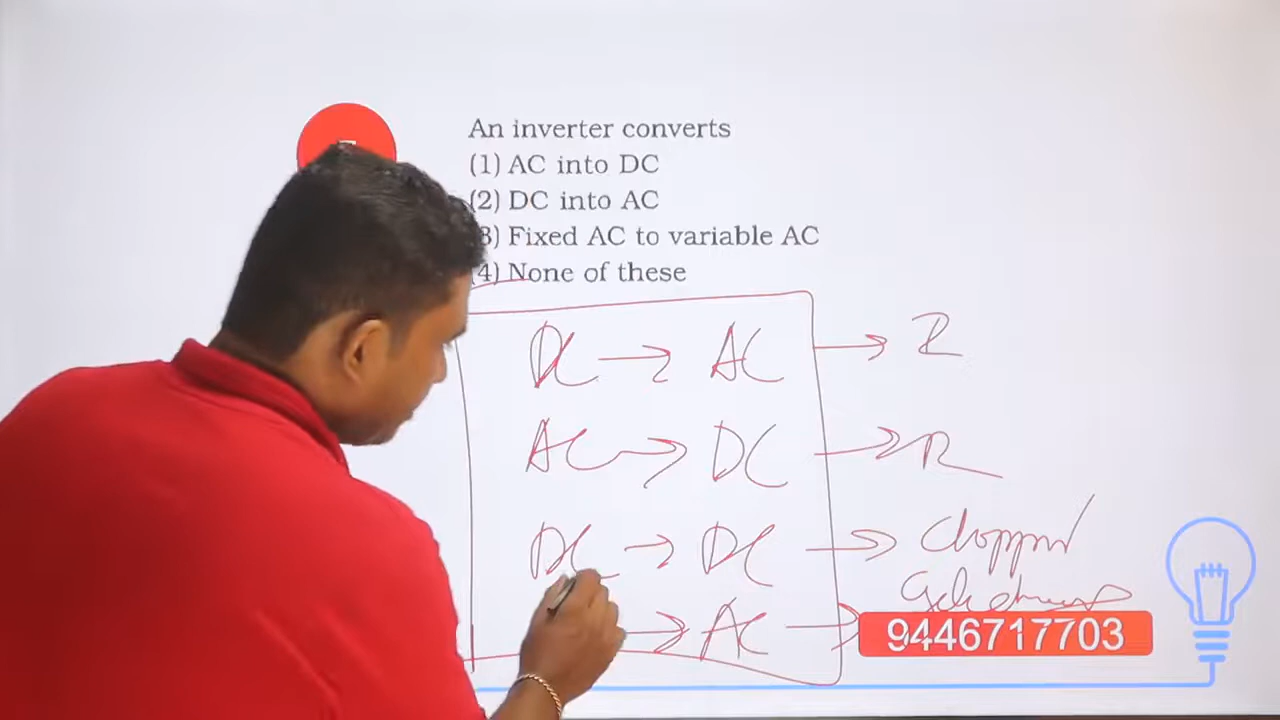 An inverter converts
(1) AC into DC
(2) DC into AC
3) Fixed AC to variable AC
(4) None of these
DC → AC → I
AC → DC → R
DC → DC → Chopper
→ AC →
9446717703